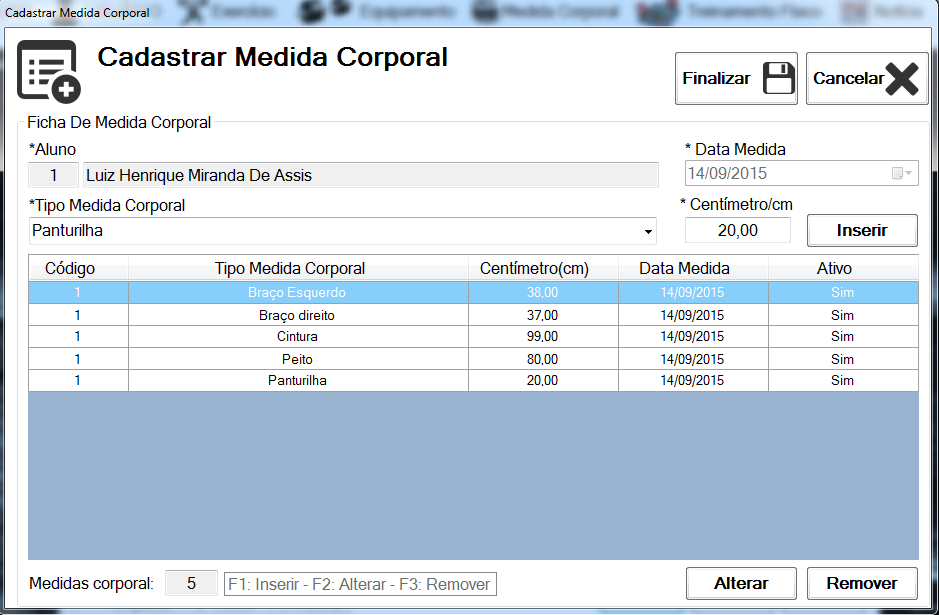 Cadastrar Medida Corporal
Exercício Equipamento Medida Corporal Treinamento Físico Notícia
Cadastrar Medida Corporal
Finalizar Cancelar
Ficha De Medida Corporal
*Aluno * Data Medida
1 Luiz Henrique Miranda De Assis 14/09/2015
*Tipo Medida Corporal * Centímetro/cm
Panturilha 20,00 Inserir
Código Tipo Medida Corporal Centímetro(cm) Data Medida Ativo
1 Braço Esquerdo 38,00 14/09/2015 Sim
1 Braço direito 37,00 14/09/2015 Sim
1 Cintura 99,00 14/09/2015 Sim
1 Peito 80,00 14/09/2015 Sim
1 Panturilha 20,00 14/09/2015 Sim
Medidas corporal: 5 F1: Inserir - F2: Alterar - F3: Remover Alterar Remover